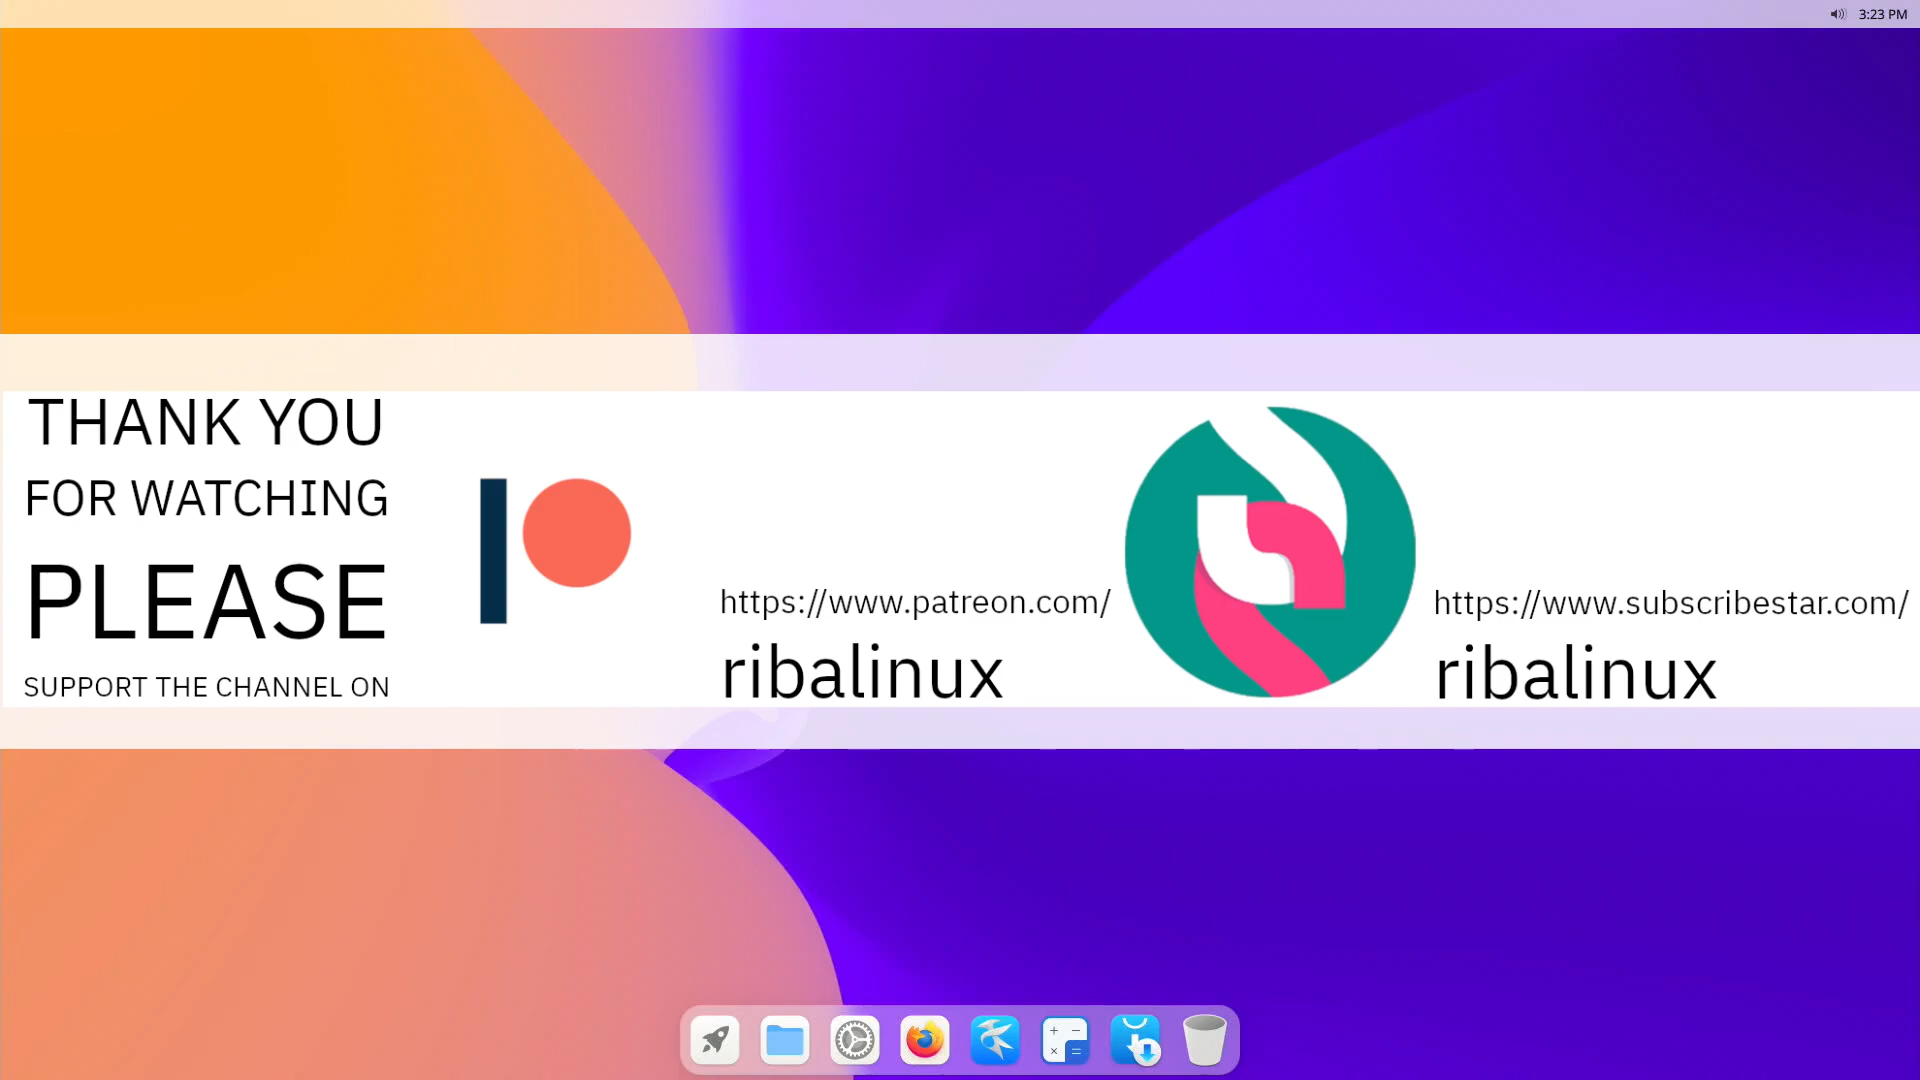 3:23 PM
THANK YOU
FOR WATCHING
PLEASE
SUPPORT THE CHANNEL ON
https://www.patreon.com/
ribalinux
https://www.subscribestar.com/
ribalinux